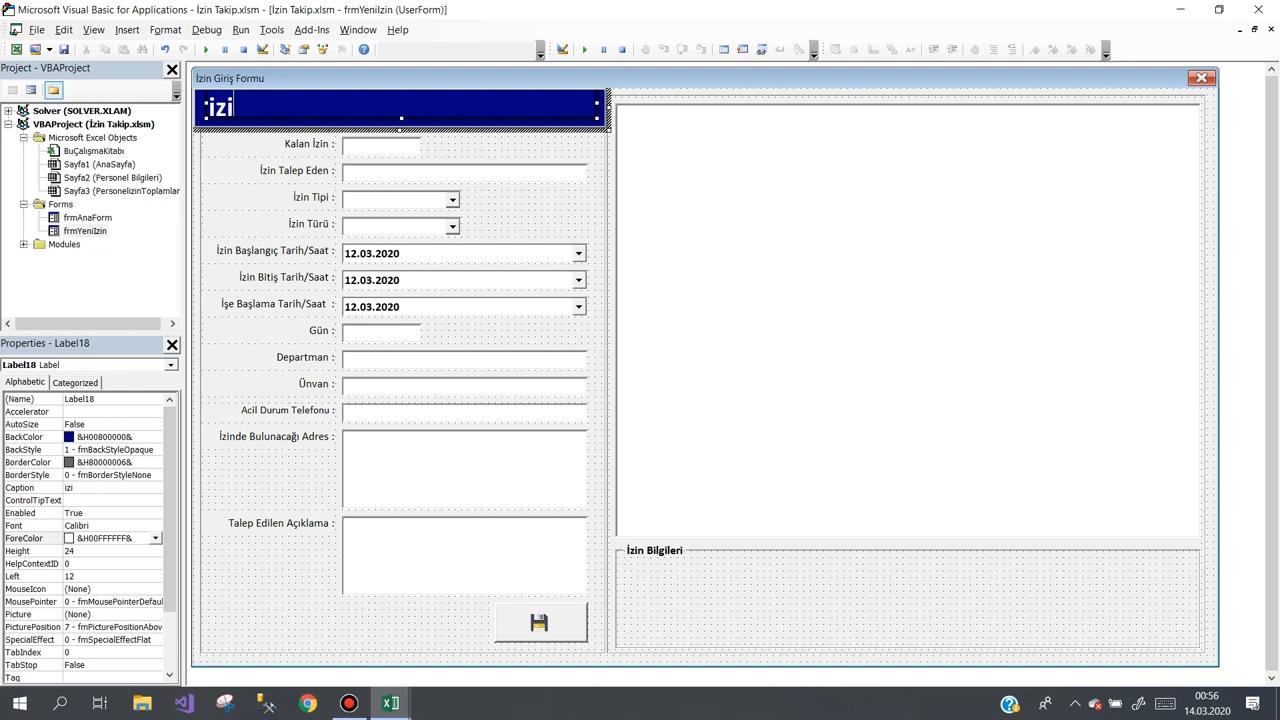 Microsoft Visual Basic for Applications - İzin Takip.xlsm - [İzin Takip.xlsm - frmYeniIzin (UserForm)]
File Edit View Insert Format Debug Run Tools Add-Ins Window Help
Project - VBAProject
Solver (SOLVER.XLAM)
VBAProject (İzin Takip.xlsm)
Microsoft Excel Objects
BuÇalışmaKitabı
Sayfa1 (AnaSayfa)
Sayfa2 (Personel Bilgileri)
Sayfa3 (PersonelizinToplamlar
Forms
frmAnaForm
frmYeniIzin
Modules
Properties - Label18
Label18 Label
Alphabetic Categorized
(Name) Label18
Accelerator
AutoSize False
BackColor &H00800000&
BackStyle 1 - fmBackStyleOpaque
BorderColor &H80000006&
BorderStyle 0 - fmBorderStyleNone
Caption izi
ControlTipText
Enabled True
Font Calibri
ForeColor &H00FFFFFF&
Height 24
HelpContextID 0
Left 12
MouseIcon (None)
MousePointer 0 - fmMousePointerDefau
Picture (None)
PicturePosition 7 - fmPicturePositionAbov
SpecialEffect 0 - fmSpecialEffectFlat
TabIndex 0
TabStop False
Tag
İzin Giriş Formu
izi
Kalan İzin :
İzin Talep Eden :
İzin Tipi :
İzin Türü :
İzin Başlangıç Tarih/Saat : 12.03.2020
İzin Bitiş Tarih/Saat : 12.03.2020
İşe Başlama Tarih/Saat : 12.03.2020
Gün :
Departman :
Ünvan :
Acil Durum Telefonu :
İzinde Bulunacağı Adres :
Talep Edilen Açıklama :
İzin Bilgileri
00:56
14.03.2020